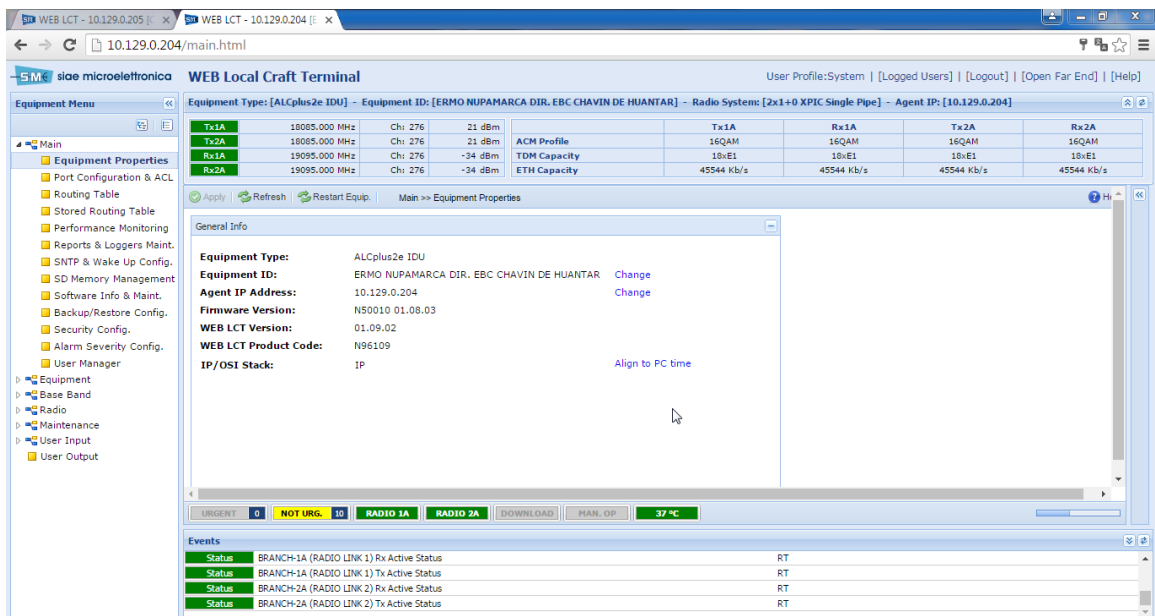 WEB LCT - 10.129.0.205 [
WEB LCT - 10.129.0.204 [E
10.129.0.204/main.html
siae microelettronica WEB Local Craft Terminal User Profile:System | [Logged Users] | [Logout] | [Open Far End] | [Help]
Equipment Menu
Equipment Type: [ALCplus2e IDU] - Equipment ID: [ERMO NUPAMARCA DIR. EBC CHAVIN DE HUANTAR] - Radio System: [2x1+0 XPIC Single Pipe] - Agent IP: [10.129.0.204]
Tx1A 18085.000 MHz Ch: 276 21 dBm Tx1A Rx1A Tx2A Rx2A
Tx2A 18085.000 MHz Ch: 276 21 dBm ACM Profile 16QAM 16QAM 16QAM 16QAM
Rx1A 19095.000 MHz Ch: 276 -34 dBm TDM Capacity 18xE1 18xE1 18xE1 18xE1
Rx2A 19095.000 MHz Ch: 276 -34 dBm ETH Capacity 45544 Kb/s 45544 Kb/s 45544 Kb/s 45544 Kb/s
Main
Equipment Properties
Port Configuration & ACL
Routing Table
Stored Routing Table
Performance Monitoring
Reports & Loggers Maint.
SNTP & Wake Up Config.
SD Memory Management
Software Info & Maint.
Backup/Restore Config.
Security Config.
Alarm Severity Config.
User Manager
Equipment
Base Band
Radio
Maintenance
User Input
User Output
Apply Refresh Restart Equip. Main >> Equipment Properties
General Info
Equipment Type: ALCplus2e IDU
Equipment ID: ERMO NUPAMARCA DIR. EBC CHAVIN DE HUANTAR Change
Agent IP Address: 10.129.0.204 Change
Firmware Version: N50010 01.08.03
WEB LCT Version: 01.09.02
WEB LCT Product Code: N96109
IP/OSI Stack: IP Align to PC time
URGENT 0 NOT URG. 10 RADIO 1A RADIO 2A DOWNLOAD MAN. OP 37 ºC
Events
Status BRANCH-1A (RADIO LINK 1) Rx Active Status RT
Status BRANCH-1A (RADIO LINK 1) Tx Active Status RT
Status BRANCH-2A (RADIO LINK 2) Rx Active Status RT
Status BRANCH-2A (RADIO LINK 2) Tx Active Status RT